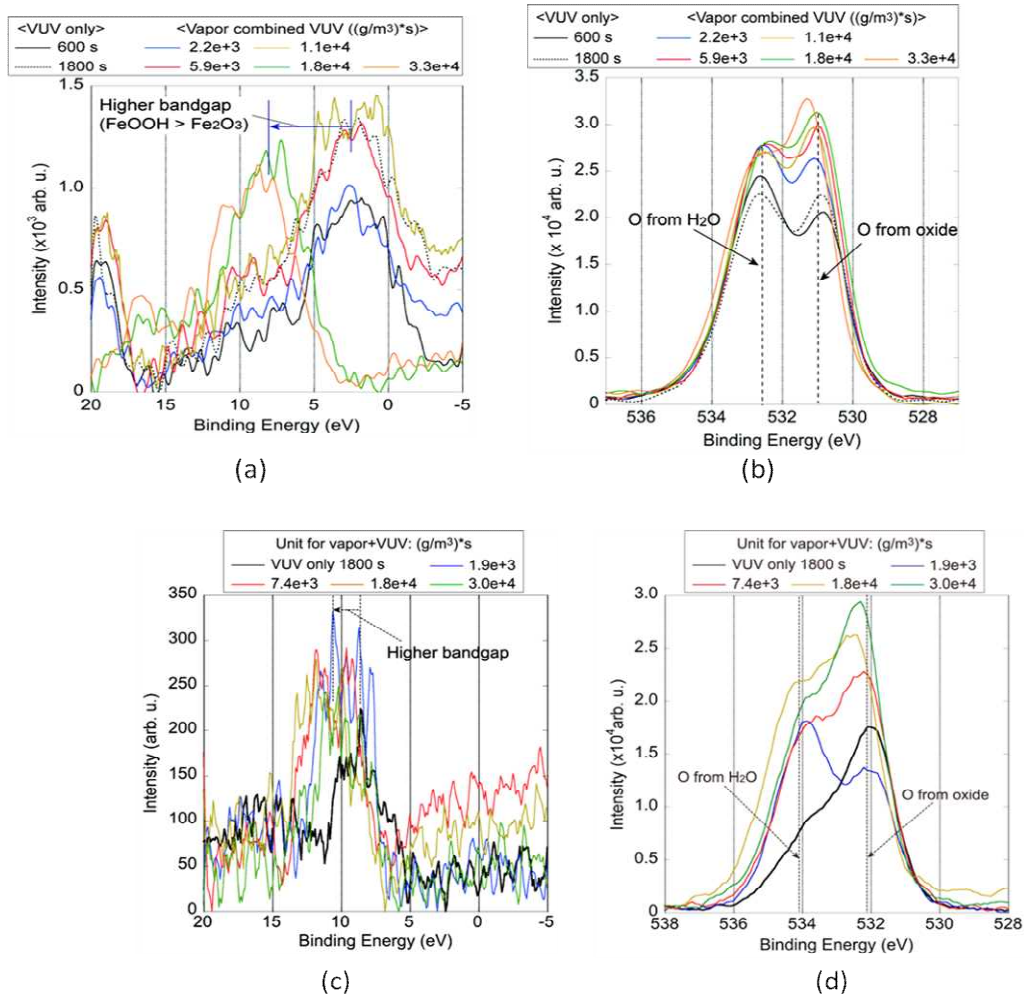 <VUV only> <Vapor combined VUV ((g/m³)*s)>
600 s 2.2e+3 1.1e+4
1800 s 5.9e+3 1.8e+4 3.3e+4
Higher bandgap
(FeOOH > Fe₂O₃)
Intensity (x10³ arb. u.)
1.5
1.0
0.5
0
20 15 10 5 0 -5
Binding Energy (eV)
(a)
<VUV only> <Vapor combined VUV ((g/m³)*s)>
600 s 2.2e+3 1.1e+4
1800 s 5.9e+3 1.8e+4 3.3e+4
Intensity (x 10⁴ arb. u.)
3.5
3.0
2.5
2.0
1.5
1.0
0.5
0
O from H₂O
O from oxide
536 534 532 530 528
Binding Energy (eV)
(b)
Unit for vapor+VUV: (g/m³)*s
VUV only 1800 s 1.9e+3
7.4e+3 1.8e+4 3.0e+4
Intensity (arb. u.)
350
300
250
200
150
100
50
0
Higher bandgap
20 15 10 5 0 -5
Binding Energy (eV)
(c)
Unit for vapor+VUV: (g/m³)*s
VUV only 1800 s 1.9e+3
7.4e+3 1.8e+4 3.0e+4
Intensity (x10⁴arb. u.)
3.0
2.5
2.0
1.5
1.0
0.5
0
O from H₂O
O from oxide
538 536 534 532 530 528
Binding Energy (eV)
(d)